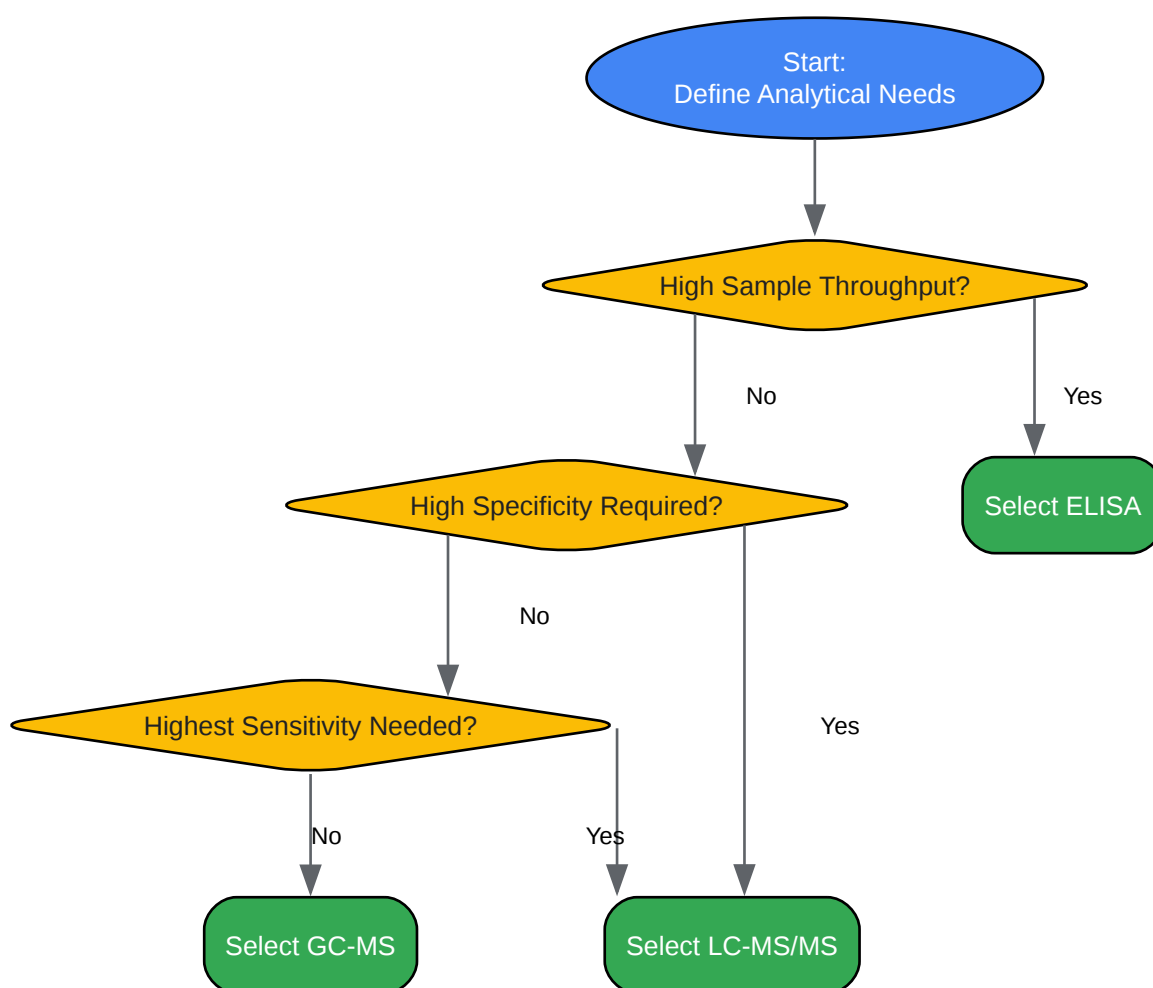 Start:
Define Analytical Needs
High Sample Throughput?
No
Yes
High Specificity Required?
Select ELISA
No
Highest Sensitivity Needed?
Yes
No
Yes
Select GC-MS
Select LC-MS/MS